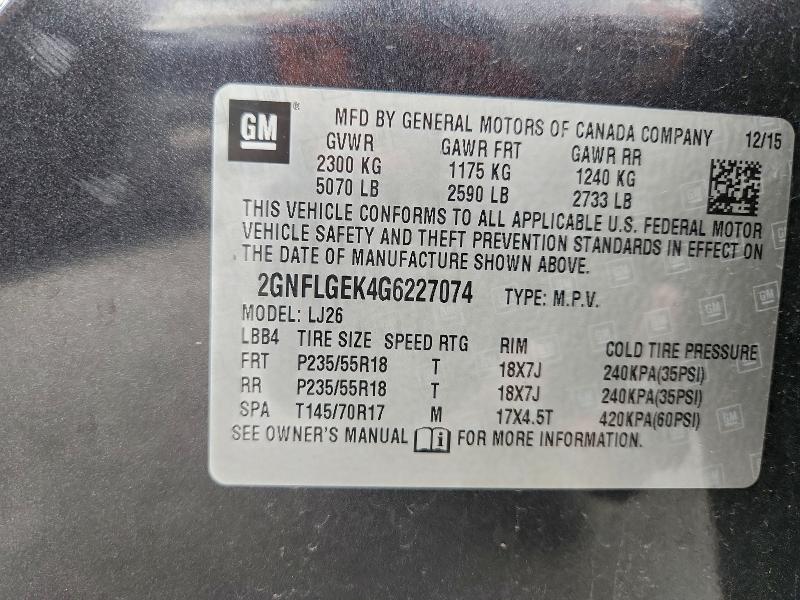 GM ® MFD BY GENERAL MOTORS OF CANADA COMPANY 12/15
GVWR GAWR FRT GAWR RR
2300 KG 1175 KG 1240 KG
5070 LB 2590 LB 2733 LB
THIS VEHICLE CONFORMS TO ALL APPLICABLE U.S. FEDERAL MOTOR
VEHICLE SAFETY AND THEFT PREVENTION STANDARDS IN EFFECT ON
THE DATE OF MANUFACTURE SHOWN ABOVE.
2GNFLGEK4G6227074 TYPE: M.P.V.
MODEL: LJ26
LBB4 TIRE SIZE SPEED RTG RIM COLD TIRE PRESSURE
FRT P235/55R18 T 18X7J 240KPA(35PSI)
RR P235/55R18 T 18X7J 240KPA(35PSI)
SPA T145/70R17 M 17X4.5T 420KPA(60PSI)
SEE OWNER'S MANUAL i FOR MORE INFORMATION.